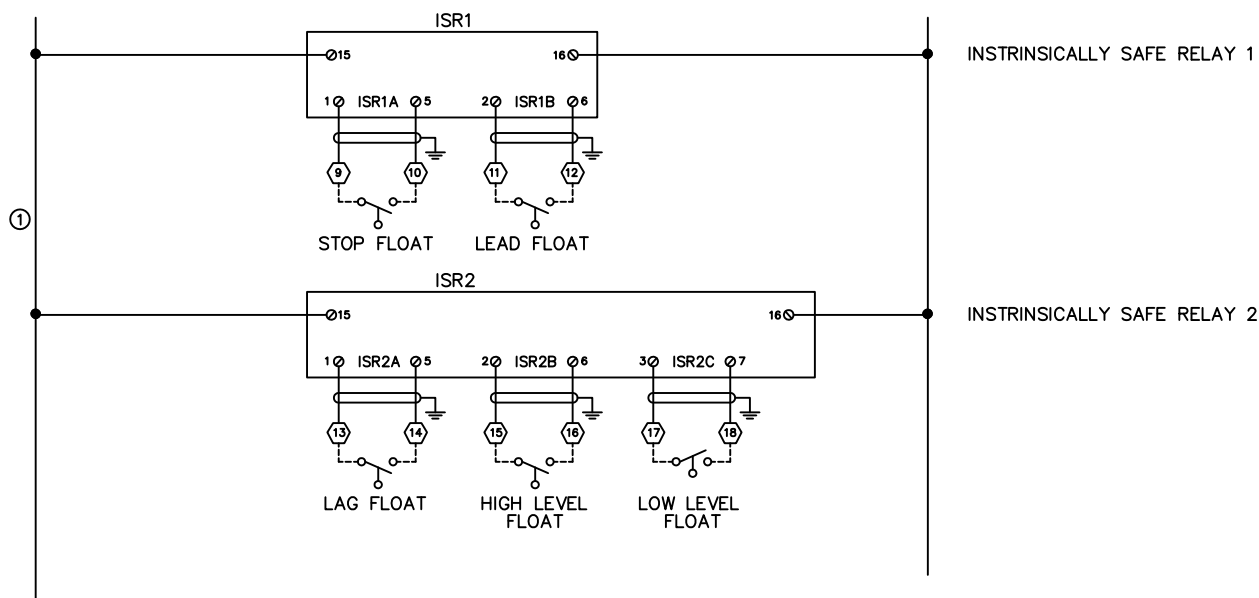 ISR1
15 16 INSTRINSICALLY SAFE RELAY 1
1 ISR1A 5 2 ISR1B 6
9 10 11 12
1
STOP FLOAT LEAD FLOAT
ISR2
15 16 INSTRINSICALLY SAFE RELAY 2
1 ISR2A 5 2 ISR2B 6 3 ISR2C 7
13 14 15 16 17 18
LAG FLOAT HIGH LEVEL LOW LEVEL
FLOAT FLOAT